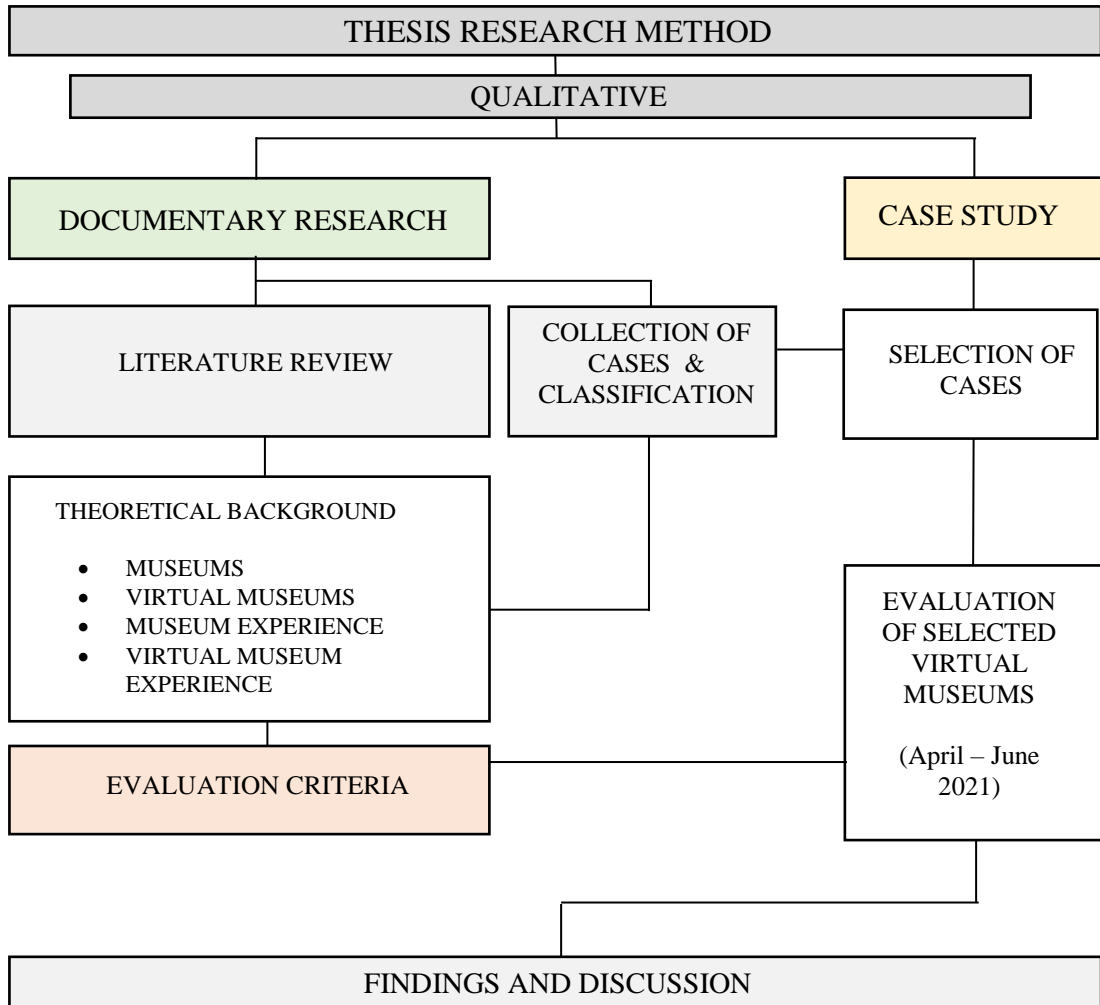 THESIS RESEARCH METHOD
QUALITATIVE
DOCUMENTARY RESEARCH
CASE STUDY
LITERATURE REVIEW
COLLECTION OF
CASES &
CLASSIFICATION
SELECTION OF
CASES
THEORETICAL BACKGROUND
• MUSEUMS
• VIRTUAL MUSEUMS
• MUSEUM EXPERIENCE
• VIRTUAL MUSEUM
EXPERIENCE
EVALUATION
OF SELECTED
VIRTUAL
MUSEUMS
(April – June
2021)
EVALUATION CRITERIA
FINDINGS AND DISCUSSION